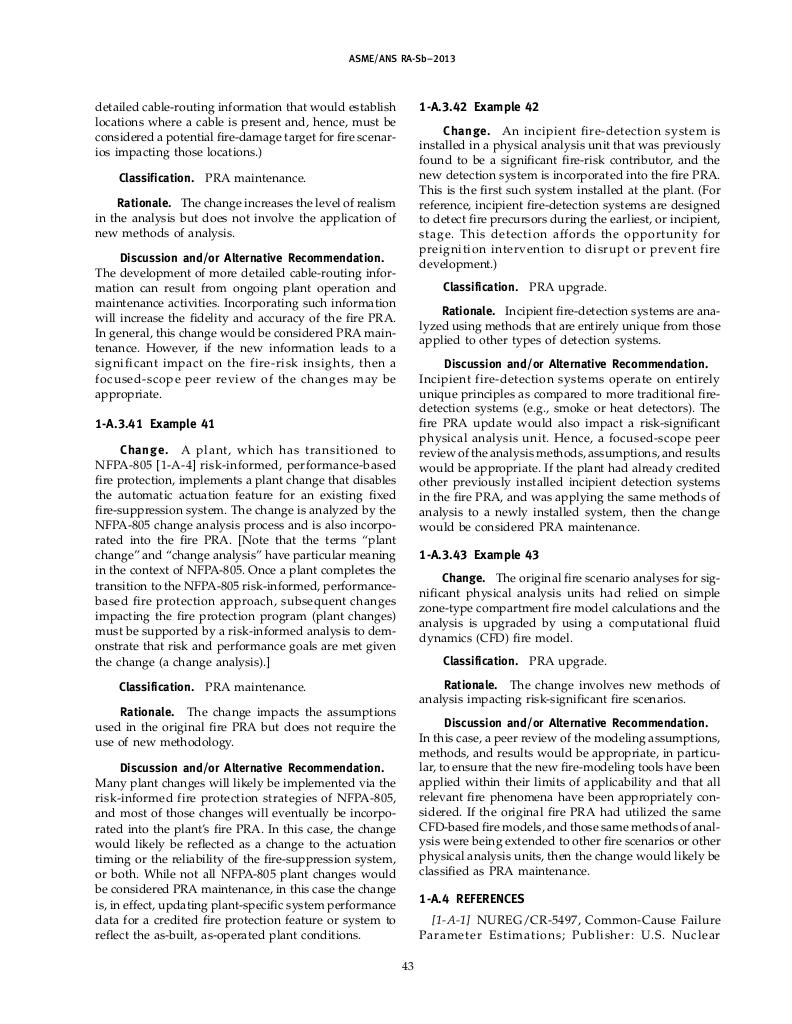 ASME/ANS RA-Sb–2013
detailed cable-routing information that would establish
locations where a cable is present and, hence, must be
considered a potential fire-damage target for fire scenar-
ios impacting those locations.)
Classification. PRA maintenance.
Rationale. The change increases the level of realism
in the analysis but does not involve the application of
new methods of analysis.
Discussion and/or Alternative Recommendation.
The development of more detailed cable-routing infor-
mation can result from ongoing plant operation and
maintenance activities. Incorporating such information
will increase the fidelity and accuracy of the fire PRA.
In general, this change would be considered PRA main-
tenance. However, if the new information leads to a
significant impact on the fire-risk insights, then a
focused-scope peer review of the changes may be
appropriate.
1-A.3.41 Example 41
Change. A plant, which has transitioned to
NFPA-805 [1-A-4] risk-informed, performance-based
fire protection, implements a plant change that disables
the automatic actuation feature for an existing fixed
fire-suppression system. The change is analyzed by the
NFPA-805 change analysis process and is also incorpo-
rated into the fire PRA. [Note that the terms “plant
change” and “change analysis” have particular meaning
in the context of NFPA-805. Once a plant completes the
transition to the NFPA-805 risk-informed, performance-
based fire protection approach, subsequent changes
impacting the fire protection program (plant changes)
must be supported by a risk-informed analysis to dem-
onstrate that risk and performance goals are met given
the change (a change analysis).]
Classification. PRA maintenance.
Rationale. The change impacts the assumptions
used in the original fire PRA but does not require the
use of new methodology.
Discussion and/or Alternative Recommendation.
Many plant changes will likely be implemented via the
risk-informed fire protection strategies of NFPA-805,
and most of those changes will eventually be incorpo-
rated into the plant’s fire PRA. In this case, the change
would likely be reflected as a change to the actuation
timing or the reliability of the fire-suppression system,
or both. While not all NFPA-805 plant changes would
be considered PRA maintenance, in this case the change
is, in effect, updating plant-specific system performance
data for a credited fire protection feature or system to
reflect the as-built, as-operated plant conditions.
1-A.3.42 Example 42
Change. An incipient fire-detection system is
installed in a physical analysis unit that was previously
found to be a significant fire-risk contributor, and the
new detection system is incorporated into the fire PRA.
This is the first such system installed at the plant. (For
reference, incipient fire-detection systems are designed
to detect fire precursors during the earliest, or incipient,
stage. This detection affords the opportunity for
preignition intervention to disrupt or prevent fire
development.)
Classification. PRA upgrade.
Rationale. Incipient fire-detection systems are ana-
lyzed using methods that are entirely unique from those
applied to other types of detection systems.
Discussion and/or Alternative Recommendation.
Incipient fire-detection systems operate on entirely
unique principles as compared to more traditional fire-
detection systems (e.g., smoke or heat detectors). The
fire PRA update would also impact a risk-significant
physical analysis unit. Hence, a focused-scope peer
review of the analysis methods, assumptions, and results
would be appropriate. If the plant had already credited
other previously installed incipient detection systems
in the fire PRA, and was applying the same methods of
analysis to a newly installed system, then the change
would be considered PRA maintenance.
1-A.3.43 Example 43
Change. The original fire scenario analyses for sig-
nificant physical analysis units had relied on simple
zone-type compartment fire model calculations and the
analysis is upgraded by using a computational fluid
dynamics (CFD) fire model.
Classification. PRA upgrade.
Rationale. The change involves new methods of
analysis impacting risk-significant fire scenarios.
Discussion and/or Alternative Recommendation.
In this case, a peer review of the modeling assumptions,
methods, and results would be appropriate, in particu-
lar, to ensure that the new fire-modeling tools have been
applied within their limits of applicability and that all
relevant fire phenomena have been appropriately con-
sidered. If the original fire PRA had utilized the same
CFD-based fire models, and those same methods of anal-
ysis were being extended to other fire scenarios or other
physical analysis units, then the change would likely be
classified as PRA maintenance.
1-A.4 REFERENCES
[1-A-1] NUREG/CR-5497, Common-Cause Failure
Parameter Estimations; Publisher: U.S. Nuclear
43